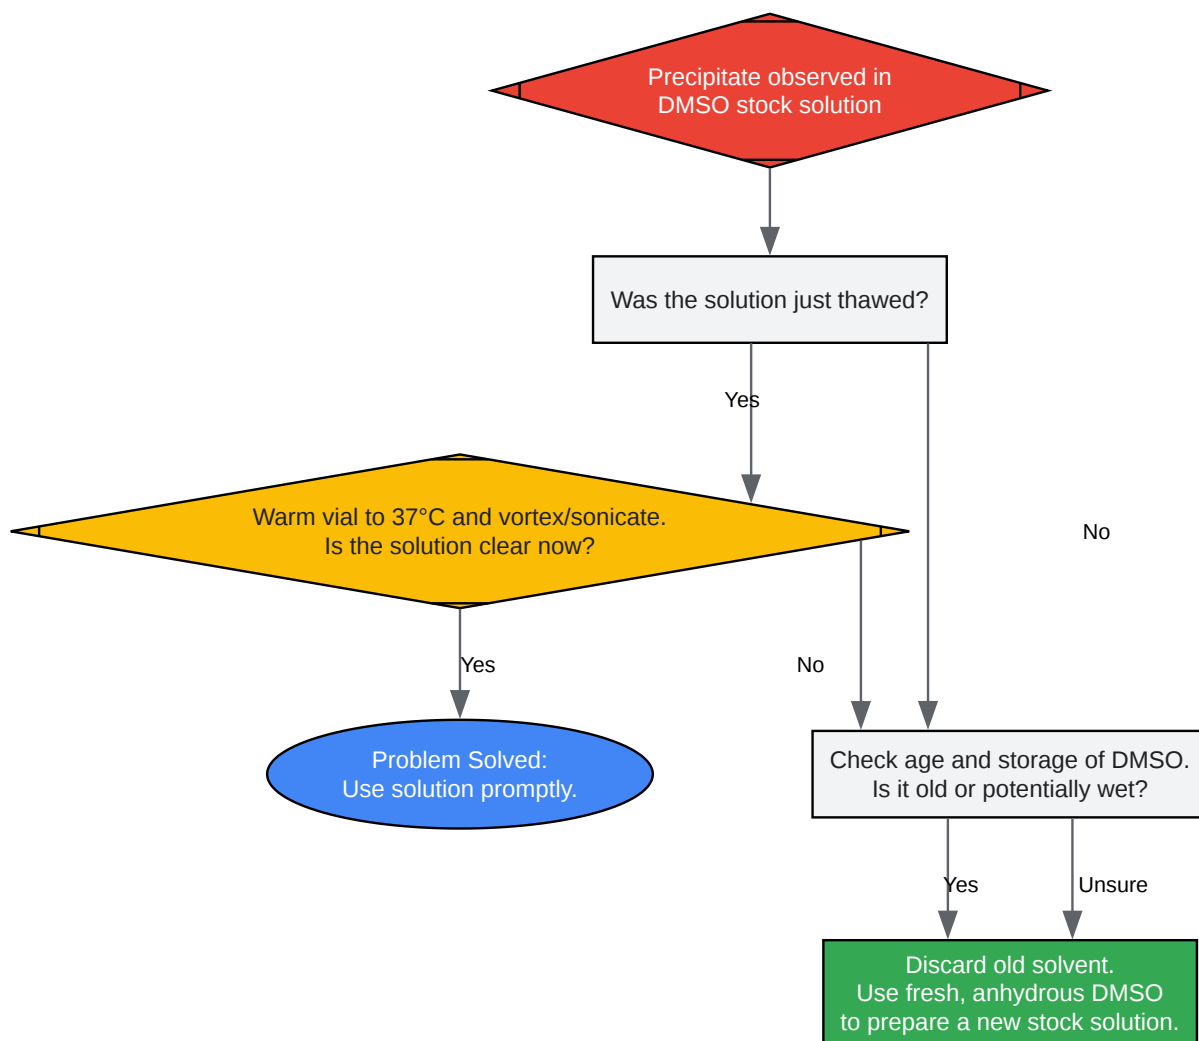 Precipitate observed in
DMSO stock solution
Was the solution just thawed?
Yes
Warm vial to 37°C and vortex/sonicate.
Is the solution clear now?
No
Yes
No
Problem Solved:
Use solution promptly.
Check age and storage of DMSO.
Is it old or potentially wet?
Yes
Unsure
Discard old solvent.
Use fresh, anhydrous DMSO
to prepare a new stock solution.